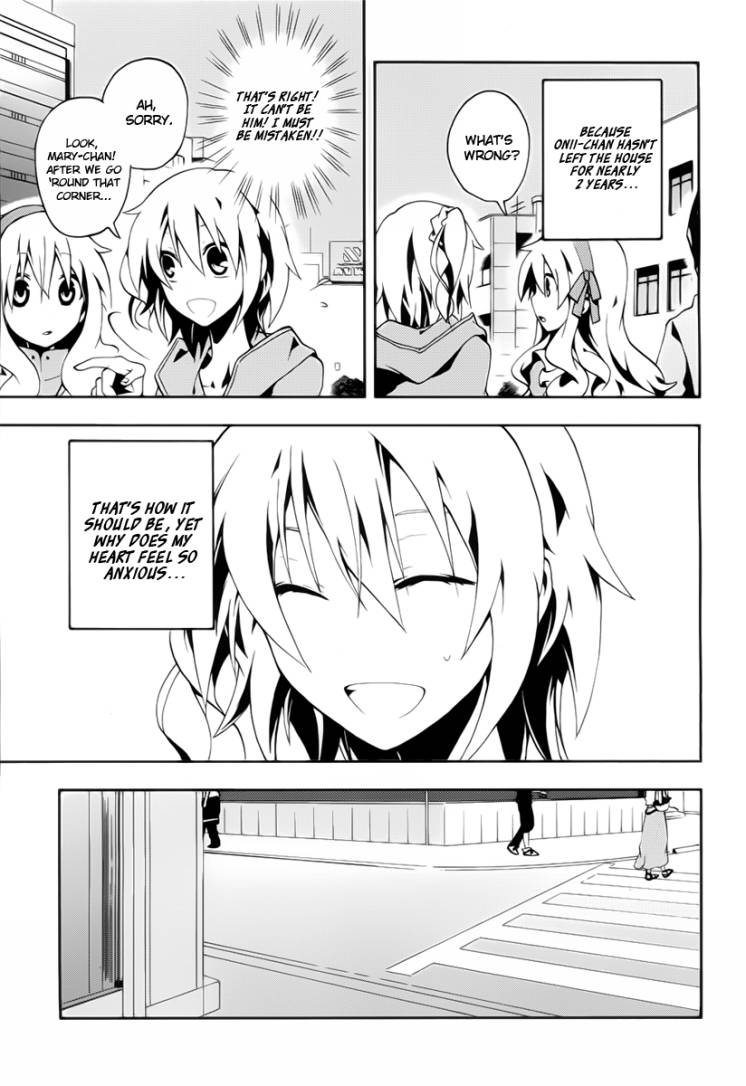 BECAUSE
ONII-CHAN HASN'T
LEFT THE HOUSE
FOR NEARLY
2 YEARS...
WHAT'S
WRONG?
THAT'S RIGHT!
IT CAN'T BE
HIM! I MUST
BE MISTAKEN!!
AH,
SORRY.
LOOK,
MARY-CHAN!
AFTER WE GO
'ROUND THAT
CORNER...
THAT'S HOW IT
SHOULD BE, YET
WHY DOES MY
HEART FEEL SO
ANXIOUS...